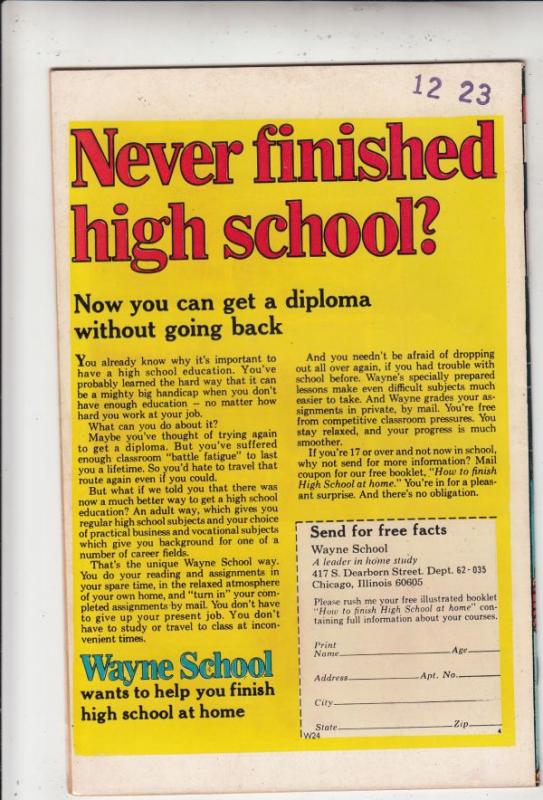 12 23
Never finished
high school?
Now you can get a diploma
without going back
You already know why it's important to
have a high school education. You've
probably learned the hard way that it can
be a mighty big handicap when you don't
have enough education — no matter how
hard you work at your job.
What can you do about it?
Maybe you've thought of trying again
to get a diploma. But you've suffered
enough classroom "battle fatigue" to last
you a lifetime. So you'd hate to travel that
route again even if you could.
But what if we told you that there was
now a much better way to get a high school
education? An adult way, which gives you
regular high school subjects and your choice
of practical business and vocational subjects
which give you background for one of a
number of career fields.
That's the unique Wayne School way.
You do your reading and assignments in
your spare time, in the relaxed atmosphere
of your own home, and "turn in" your com-
pleted assignments by mail. You don't have
to give up your present job. You don't
have to study or travel to class at incon-
venient times.
Wayne School
wants to help you finish
high school at home
And you needn't be afraid of dropping
out all over again, if you had trouble with
school before. Wayne's specially prepared
lessons make even difficult subjects much
easier to take. And Wayne grades your as-
signments in private, by mail. You're free
from competitive classroom pressures. You
stay relaxed, and your progress is much
smoother.
If you're 17 or over and not now in school,
why not send for more information? Mail
coupon for our free booklet, "How to finish
High School at home." You're in for a pleas-
ant surprise. And there's no obligation.
Send for free facts
Wayne School
A leader in home study
417 S. Dearborn Street. Dept. 62-035
Chicago, Illinois 60605
Please rush me your free illustrated booklet
"How to finish High School at home" con-
taining full information about your courses.
Print
Name Age
Address Apt. No.
City
State Zip
W24 4